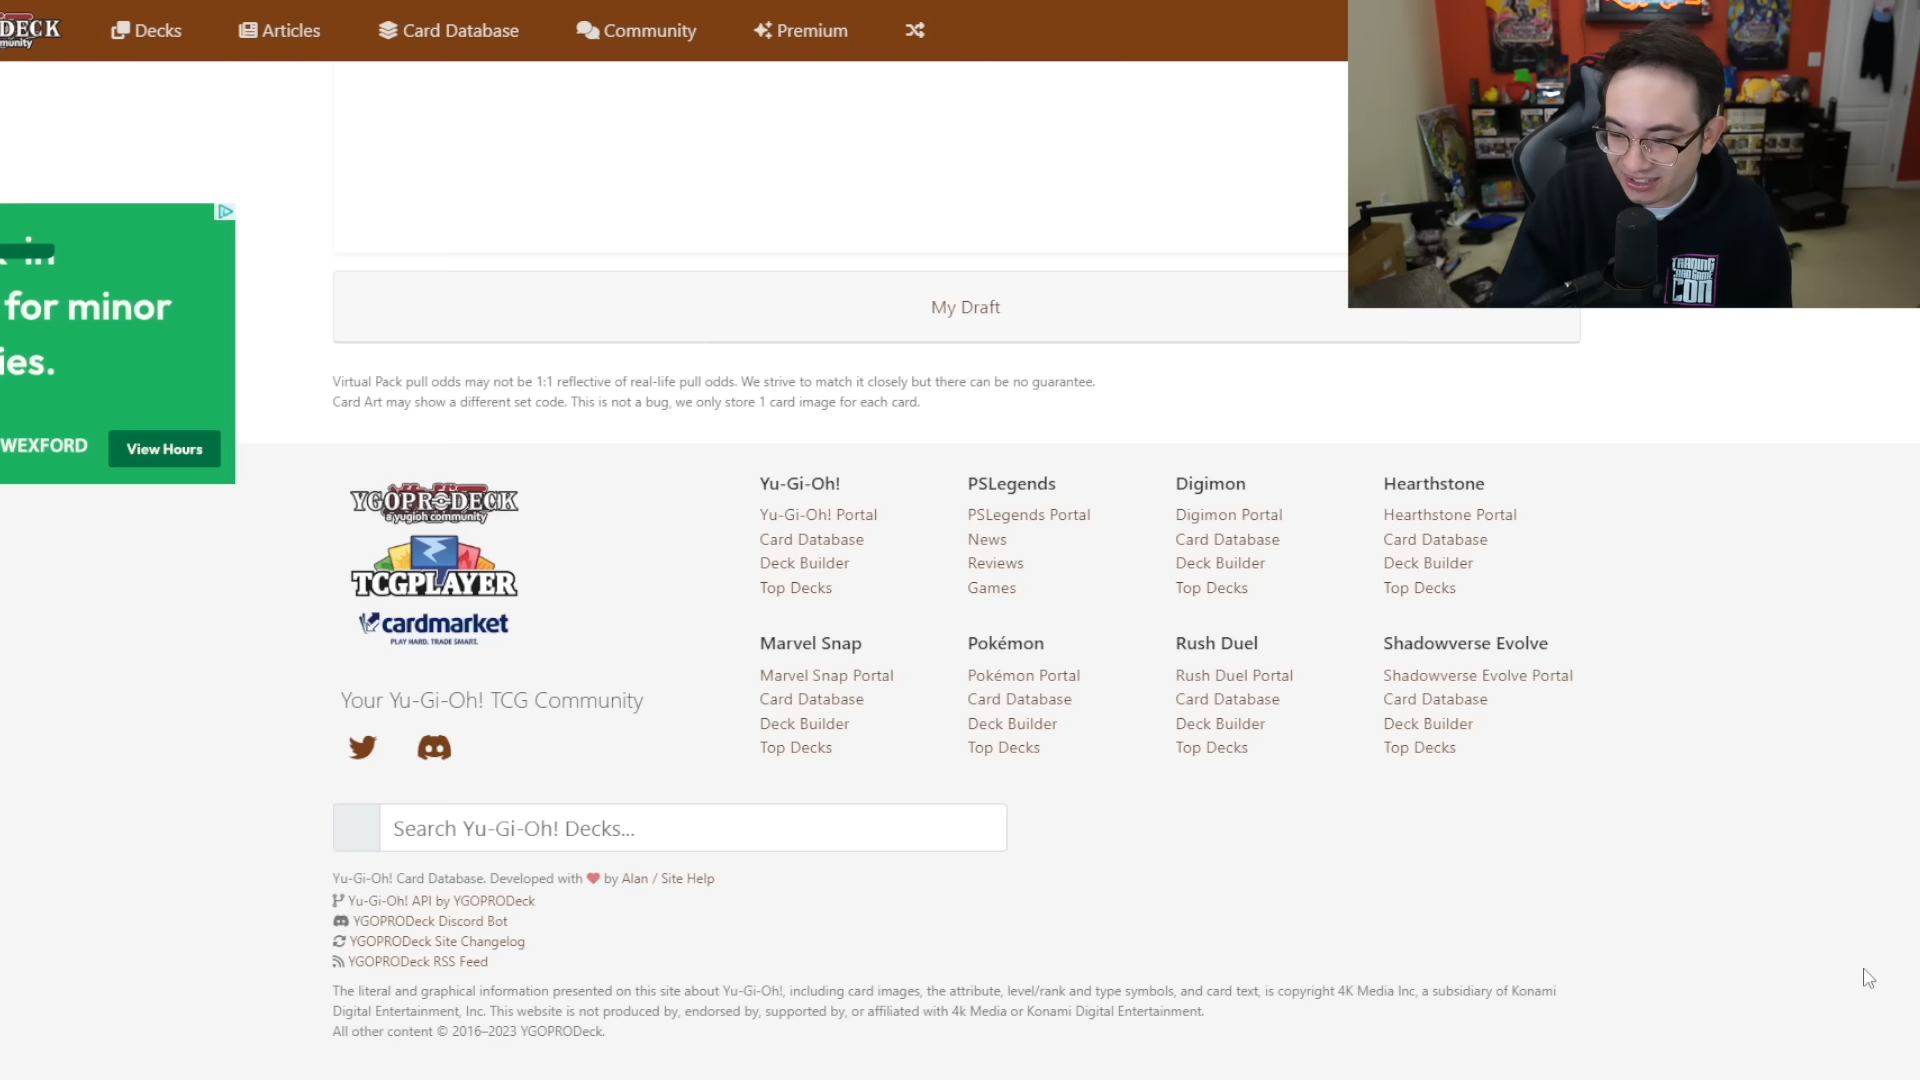 DECK
munity
Decks
Articles
Card Database
Community
Premium
in
for minor
ies.
WEXFORD
View Hours
My Draft
Virtual Pack pull odds may not be 1:1 reflective of real-life pull odds. We strive to match it closely but there can be no guarantee.
Card Art may show a different set code. This is not a bug, we only store 1 card image for each card.
TRADING
CARD GAME
CON
YGOPRODECK
a yugioh community
TCGPLAYER
cardmarket
PLAY HARD. TRADE SMART.
Your Yu-Gi-Oh! TCG Community
Yu-Gi-Oh!
Yu-Gi-Oh! Portal
Card Database
Deck Builder
Top Decks
PSLegends
PSLegends Portal
News
Reviews
Games
Digimon
Digimon Portal
Card Database
Deck Builder
Top Decks
Hearthstone
Hearthstone Portal
Card Database
Deck Builder
Top Decks
Marvel Snap
Marvel Snap Portal
Card Database
Deck Builder
Top Decks
Pokémon
Pokémon Portal
Card Database
Deck Builder
Top Decks
Rush Duel
Rush Duel Portal
Card Database
Deck Builder
Top Decks
Shadowverse Evolve
Shadowverse Evolve Portal
Card Database
Deck Builder
Top Decks
Search Yu-Gi-Oh! Decks...
Yu-Gi-Oh! Card Database. Developed with ❤ by Alan / Site Help
Yu-Gi-Oh! API by YGOPRODeck
YGOPRODeck Discord Bot
YGOPRODeck Site Changelog
YGOPRODeck RSS Feed
The literal and graphical information presented on this site about Yu-Gi-Oh!, including card images, the attribute, level/rank and type symbols, and card text, is copyright 4K Media Inc, a subsidiary of Konami
Digital Entertainment, Inc. This website is not produced by, endorsed by, supported by, or affiliated with 4k Media or Konami Digital Entertainment.
All other content © 2016–2023 YGOPRODeck.